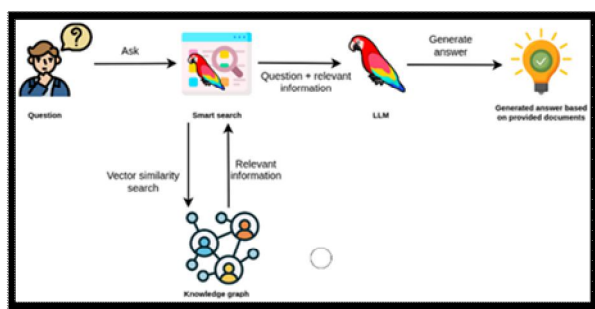 ?
Ask
Generate
answer
Question + relevant
information
Question
Smart search
LLM
Generated answer based
on provided documents
Vector similarity
search
Relevant
information
Knowledge graph